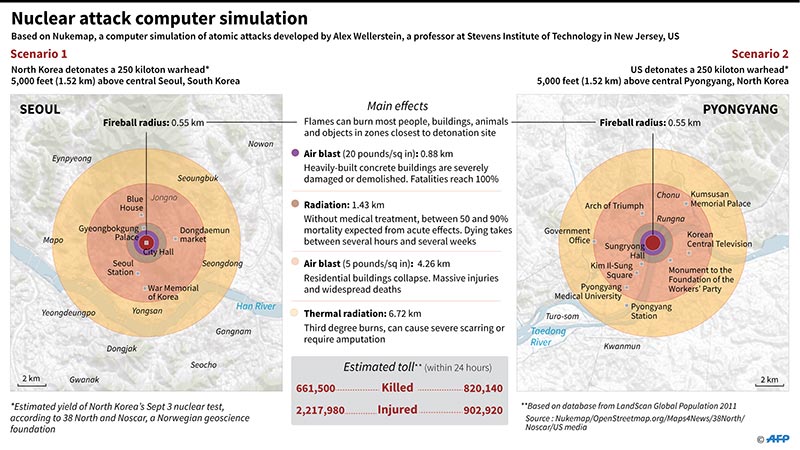 Nuclear attack computer simulation
Based on Nukemap, a computer simulation of atomic attacks developed by Alex Wellerstein, a professor at Stevens Institute of Technology in New Jersey, US
Scenario 1
North Korea detonates a 250 kiloton warhead*
5,000 feet (1.52 km) above central Seoul, South Korea
Scenario 2
US detonates a 250 kiloton warhead*
5,000 feet (1.52 km) above central Pyongyang, North Korea
SEOUL
Fireball radius: 0.55 km
Nowon
Eynpyeong
Seoungbuk
Blue
House
Jongno
Gyeongbokgung
Palace
Dongdaemun
market
Mapo
City Hall
Seoul
Station
Seongdong
War Memorial
of Korea
Han River
Yeongdeungpo
Yongsan
Gangnam
Dongjak
Seocho
Gwanak
2 km
Main effects
Flames can burn most people, buildings, animals
and objects in zones closest to detonation site
Air blast (20 pounds/sq in): 0.88 km
Heavily-built concrete buildings are severely
damaged or demolished. Fatalities reach 100%
Radiation: 1.43 km
Without medical treatment, between 50 and 90%
mortality expected from acute effects. Dying takes
between several hours and several weeks
Air blast (5 pounds/sq in): 4.26 km
Residential buildings collapse. Massive injuries
and widespread deaths
Thermal radiation: 6.72 km
Third degree burns, can cause severe scarring or
require amputation
Estimated toll** (within 24 hours)
661,500 Killed 820,140
2,217,980 Injured 902,920
PYONGYANG
Fireball radius: 0.55 km
Chonu
Kumsusan
Memorial Palace
Arch of Triumph
Rungna
Government
Office
Korean
Central Television
Sungryong
Hall
Kim Il-Sung
Square
Monument to the
Foundation of the
Workers' Party
Pyongyang
Medical University
Pyongyang
Station
Turo-som
Taedong
River
Kwanmun
2 km
*Estimated yield of North Korea's Sept 3 nuclear test,
according to 38 North and Noscar, a Norwegian geoscience
foundation
**Based on database from LandScan Global Population 2011
Source : Nukemap/OpenStreetmap.org/Maps4News/38North/
Noscar/US media
© AFP